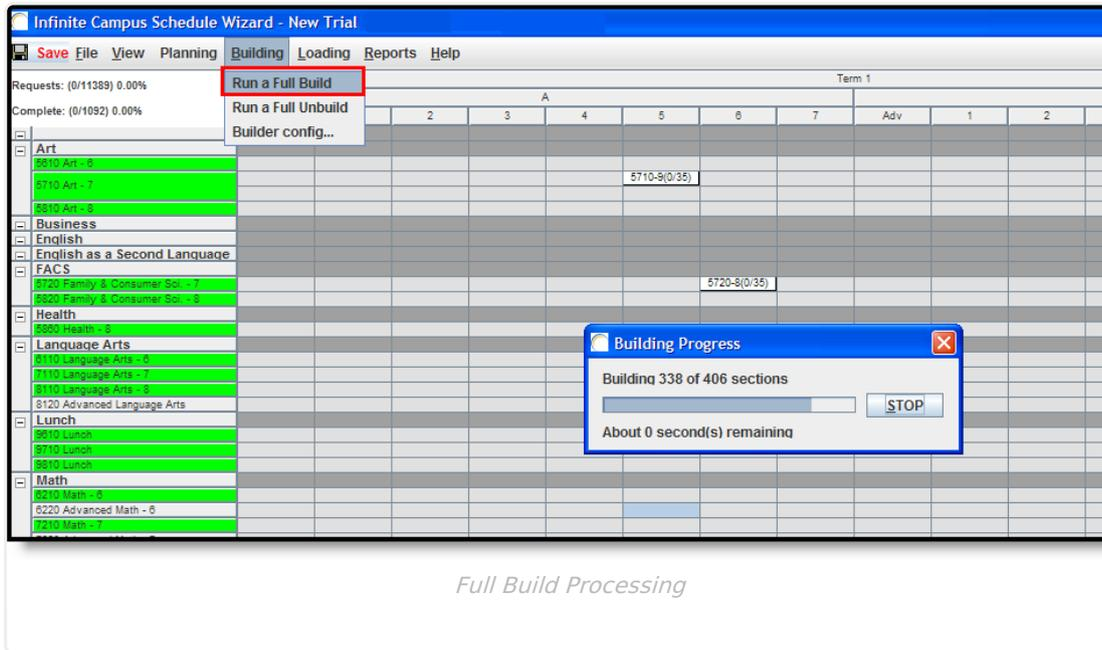 Infinite Campus Schedule Wizard - New Trial
Save File View Planning Building Loading Reports Help
Requests: (0/11389) 0.00%
Complete: (0/1092) 0.00%
Run a Full Build
Run a Full Unbuild
Builder config...
Term 1
A
2 3 4 5 6 7 Adv 1 2
Art
5610 Art - 6
5710 Art - 7
5710-9(0/35)
5810 Art - 8
Business
English
English as a Second Language
FACS
5720 Family & Consumer Sci. - 7
5720-8(0/35)
5820 Family & Consumer Sci. - 8
Health
5860 Health - 8
Language Arts
6110 Language Arts - 6
7110 Language Arts - 7
8110 Language Arts - 8
8120 Advanced Language Arts
Lunch
9610 Lunch
9710 Lunch
9810 Lunch
Math
6210 Math - 6
6220 Advanced Math - 6
7210 Math - 7
Building Progress
Building 338 of 406 sections
STOP
About 0 second(s) remaining
Full Build Processing